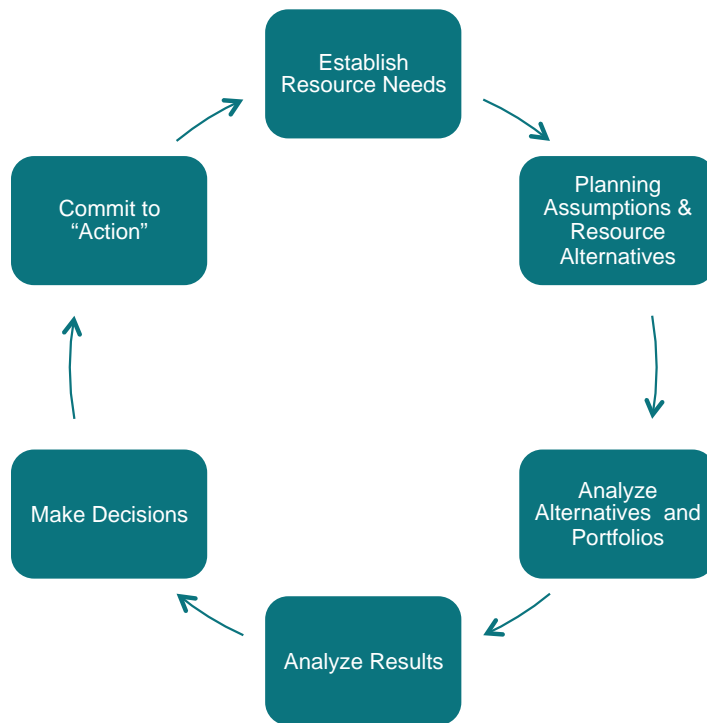 Establish
Resource Needs
Planning
Assumptions &
Resource
Alternatives
Analyze
Alternatives and
Portfolios
Analyze Results
Make Decisions
Commit to
“Action”